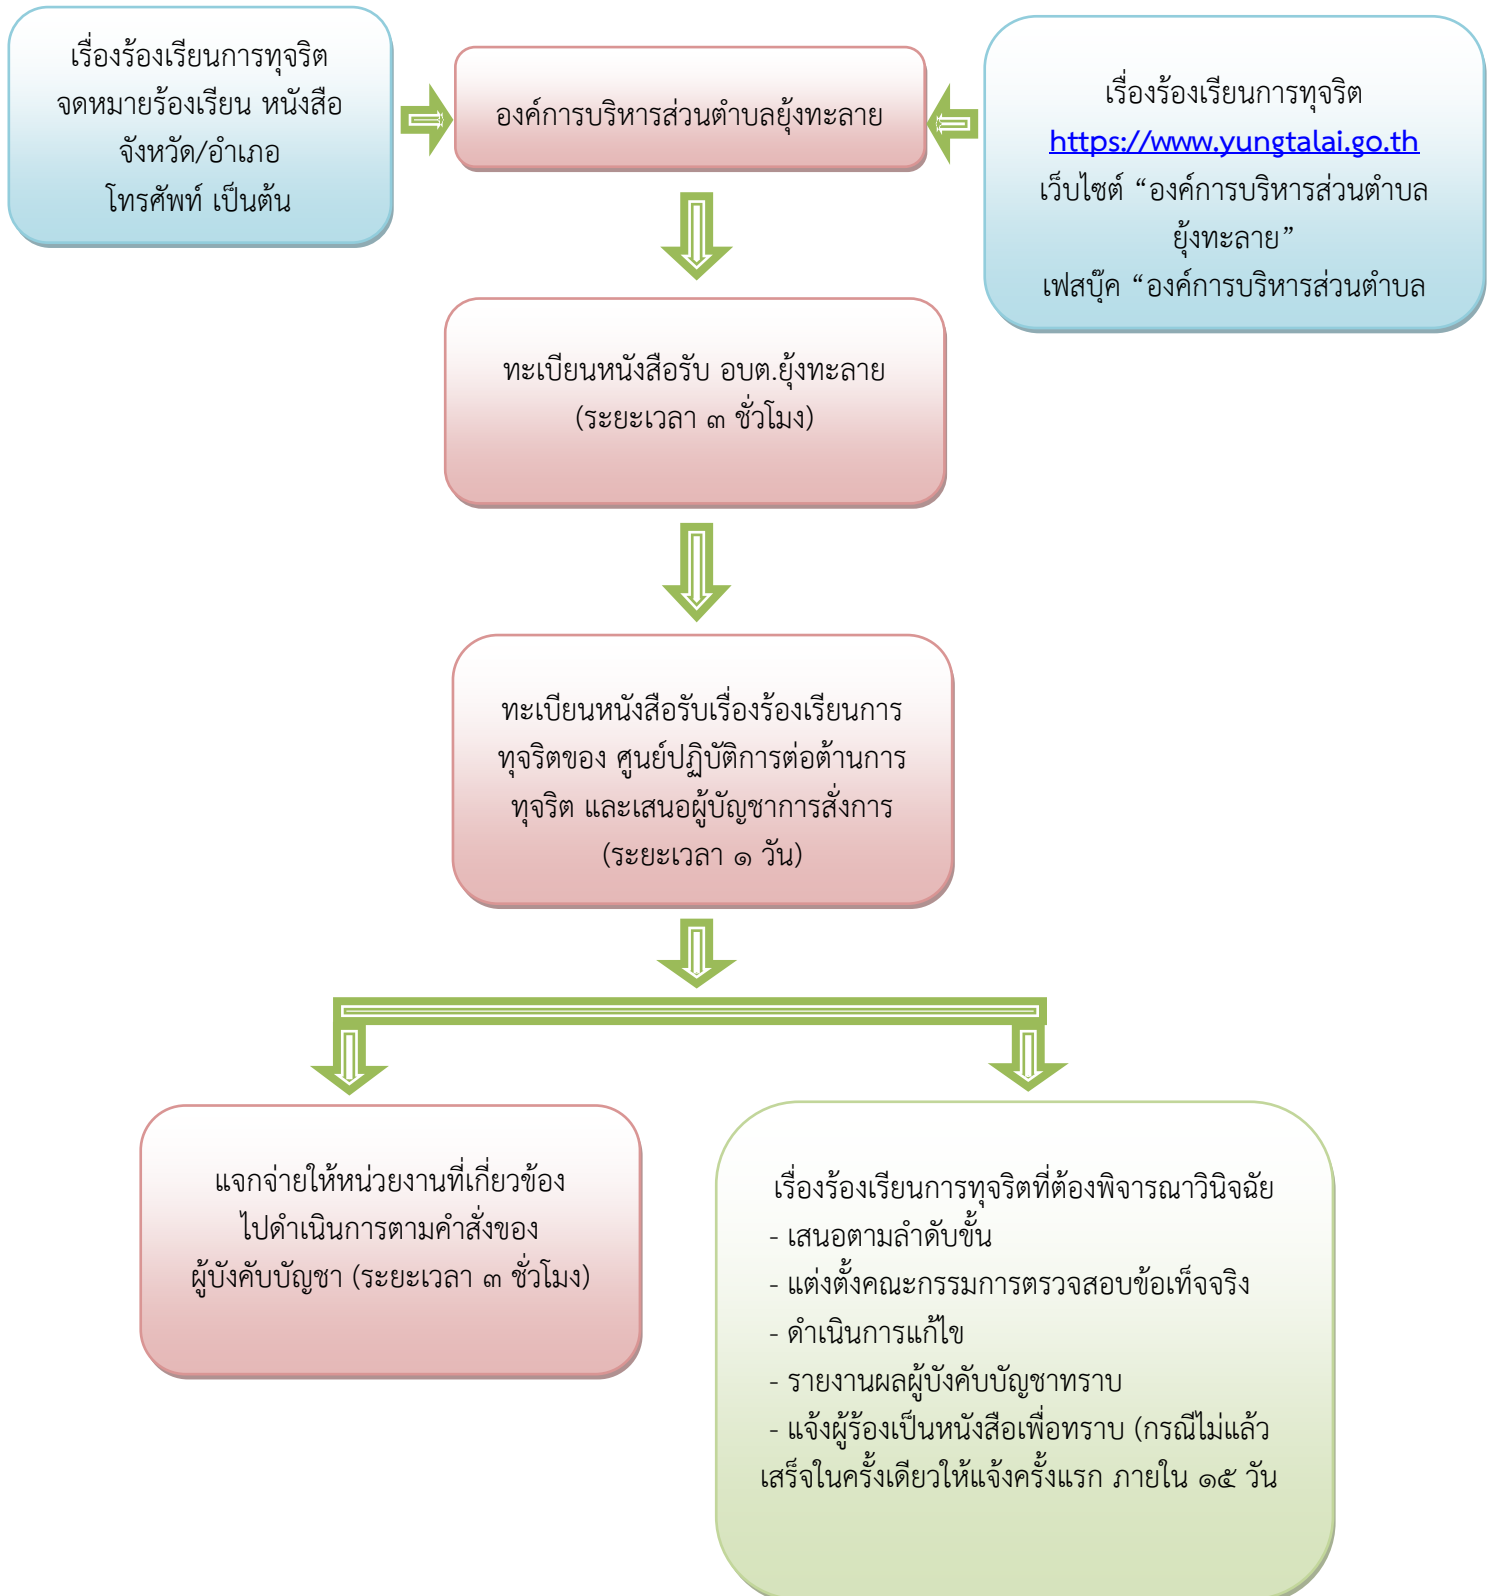 เรื่องร้องเรียนการทุจริต
จดหมายร้องเรียน หนังสือ
จังหวัด/อำเภอ
โทรศัพท์ เป็นต้น
องค์การบริหารส่วนตำบลยุ้งทะลาย
เรื่องร้องเรียนการทุจริต
https://www.yungtalai.go.th
เว็บไซต์ “องค์การบริหารส่วนตำบล
ยุ้งทะลาย”
เฟสบุ๊ค “องค์การบริหารส่วนตำบล
ทะเบียนหนังสือรับ อบต.ยุ้งทะลาย
(ระยะเวลา ๓ ชั่วโมง)
ทะเบียนหนังสือรับเรื่องร้องเรียนการ
ทุจริตของ ศูนย์ปฏิบัติการต่อต้านการ
ทุจริต และเสนอผู้บัญชาการสั่งการ
(ระยะเวลา ๑ วัน)
แจกจ่ายให้หน่วยงานที่เกี่ยวข้อง
ไปดำเนินการตามคำสั่งของ
ผู้บังคับบัญชา (ระยะเวลา ๓ ชั่วโมง)
เรื่องร้องเรียนการทุจริตที่ต้องพิจารณาวินิจฉัย
- เสนอตามลำดับขั้น
- แต่งตั้งคณะกรรมการตรวจสอบข้อเท็จจริง
- ดำเนินการแก้ไข
- รายงานผลผู้บังคับบัญชาทราบ
- แจ้งผู้ร้องเป็นหนังสือเพื่อทราบ (กรณีไม่แล้ว
เสร็จในครั้งเดียวให้แจ้งครั้งแรก ภายใน ๑๕ วัน